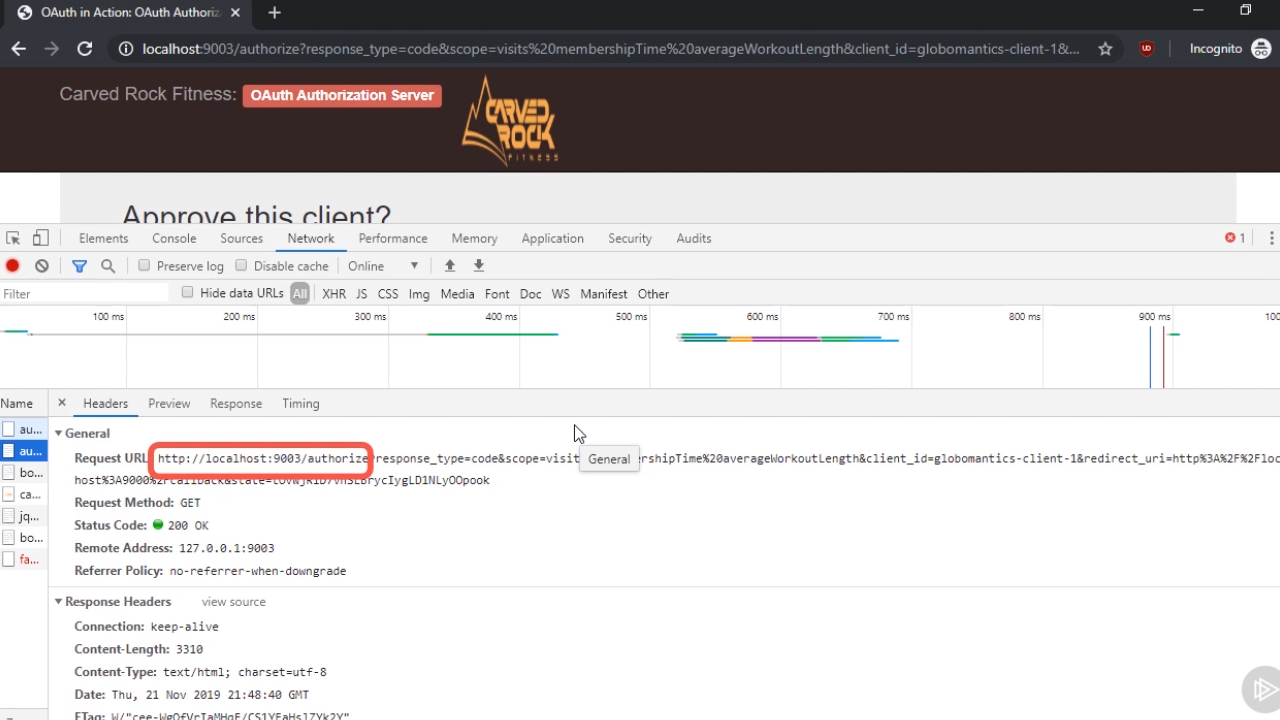 OAuth in Action: OAuth Authoriz
localhost:9003/authorize?response_type=code&scope=visits%20membershipTime%20averageWorkoutLength&client_id=globomantics-client-1&... Incognito
Carved Rock Fitness: OAuth Authorization Server
CARVED
ROCK
FITNESS
Approve this client?
Elements Console Sources Network Performance Memory Application Security Audits 1
Preserve log Disable cache Online
Filter Hide data URLs All XHR JS CSS Img Media Font Doc WS Manifest Other
100 ms 200 ms 300 ms 400 ms 500 ms 600 ms 700 ms 800 ms 900 ms 100
Name Headers Preview Response Timing
au...
General
au...
Request URL http://localhost:9003/authorize?response_type=code&scope=visit General rshipTime%20averageWorkoutLength&client_id=globomantics-client-1&redirect_uri=http%3A%2F%2Floc
bo...
host%3A9000%2Fcallback
ca...
Request Method: GET
jq...
Status Code: 200 OK
bo...
Remote Address: 127.0.0.1:9003
fa...
Referrer Policy: no-referrer-when-downgrade
Response Headers view source
Connection: keep-alive
Content-Length: 3310
Content-Type: text/html; charset=utf-8
Date: Thu, 21 Nov 2019 21:48:40 GMT
ETag: